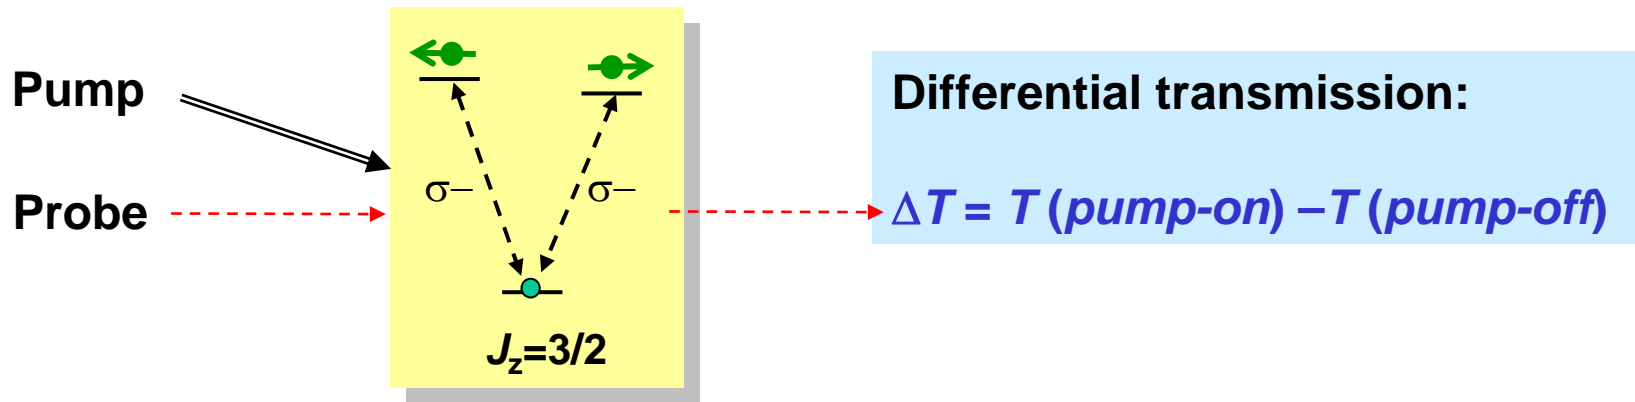 Pump
Probe
σ− σ−
J_z=3/2
Differential transmission:
ΔT = T (pump-on) –T (pump-off)